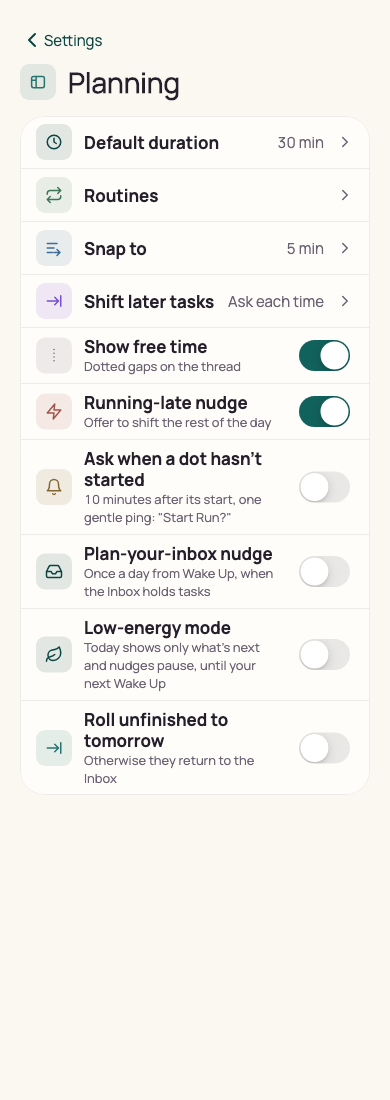 Settings
Planning
Default duration 30 min
Routines
Snap to 5 min
Shift later tasks Ask each time
Show free time
Dotted gaps on the thread
Running-late nudge
Offer to shift the rest of the day
Ask when a dot hasn't
started
10 minutes after its start, one
gentle ping: "Start Run?"
Plan-your-inbox nudge
Once a day from Wake Up, when
the Inbox holds tasks
Low-energy mode
Today shows only what's next
and nudges pause, until your
next Wake Up
Roll unfinished to
tomorrow
Otherwise they return to the
Inbox